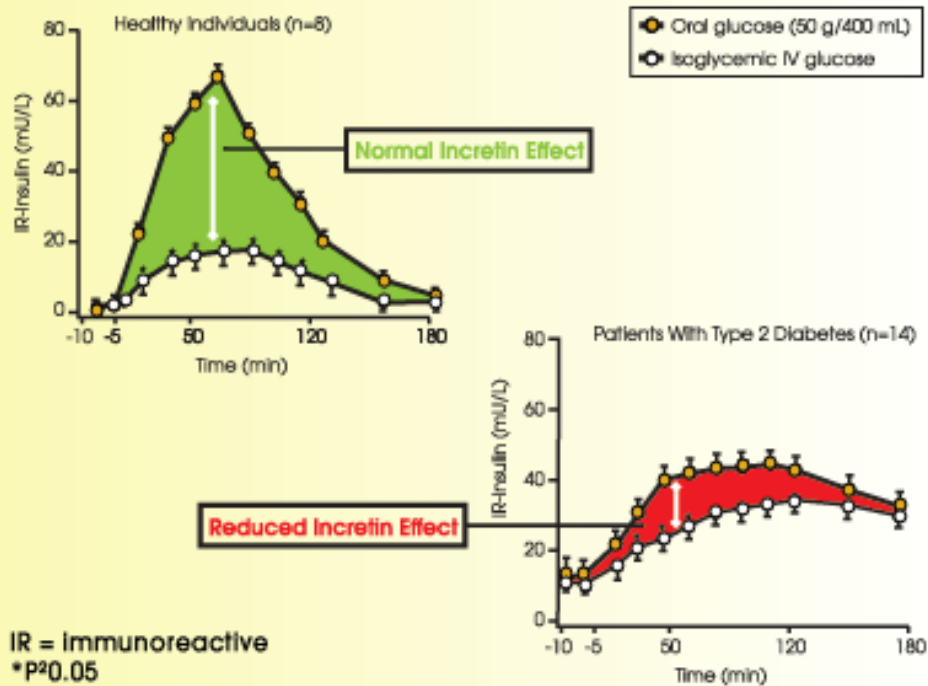 Healthy Individuals (n=8)
Oral glucose (50 g/400 mL)
Isoglycemic IV glucose
80
60
40
20
0
IR-Insulin (mU/L)
Normal Incretin Effect
-10 -5 50 120 180
Time (min)
Patients With Type 2 Diabetes (n=14)
80
60
40
20
0
IR-Insulin (mU/L)
Reduced Incretin Effect
-10 -5 50 120 180
Time (min)
IR = immunoreactive
*P²0.05